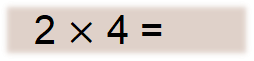 2 × 4 =